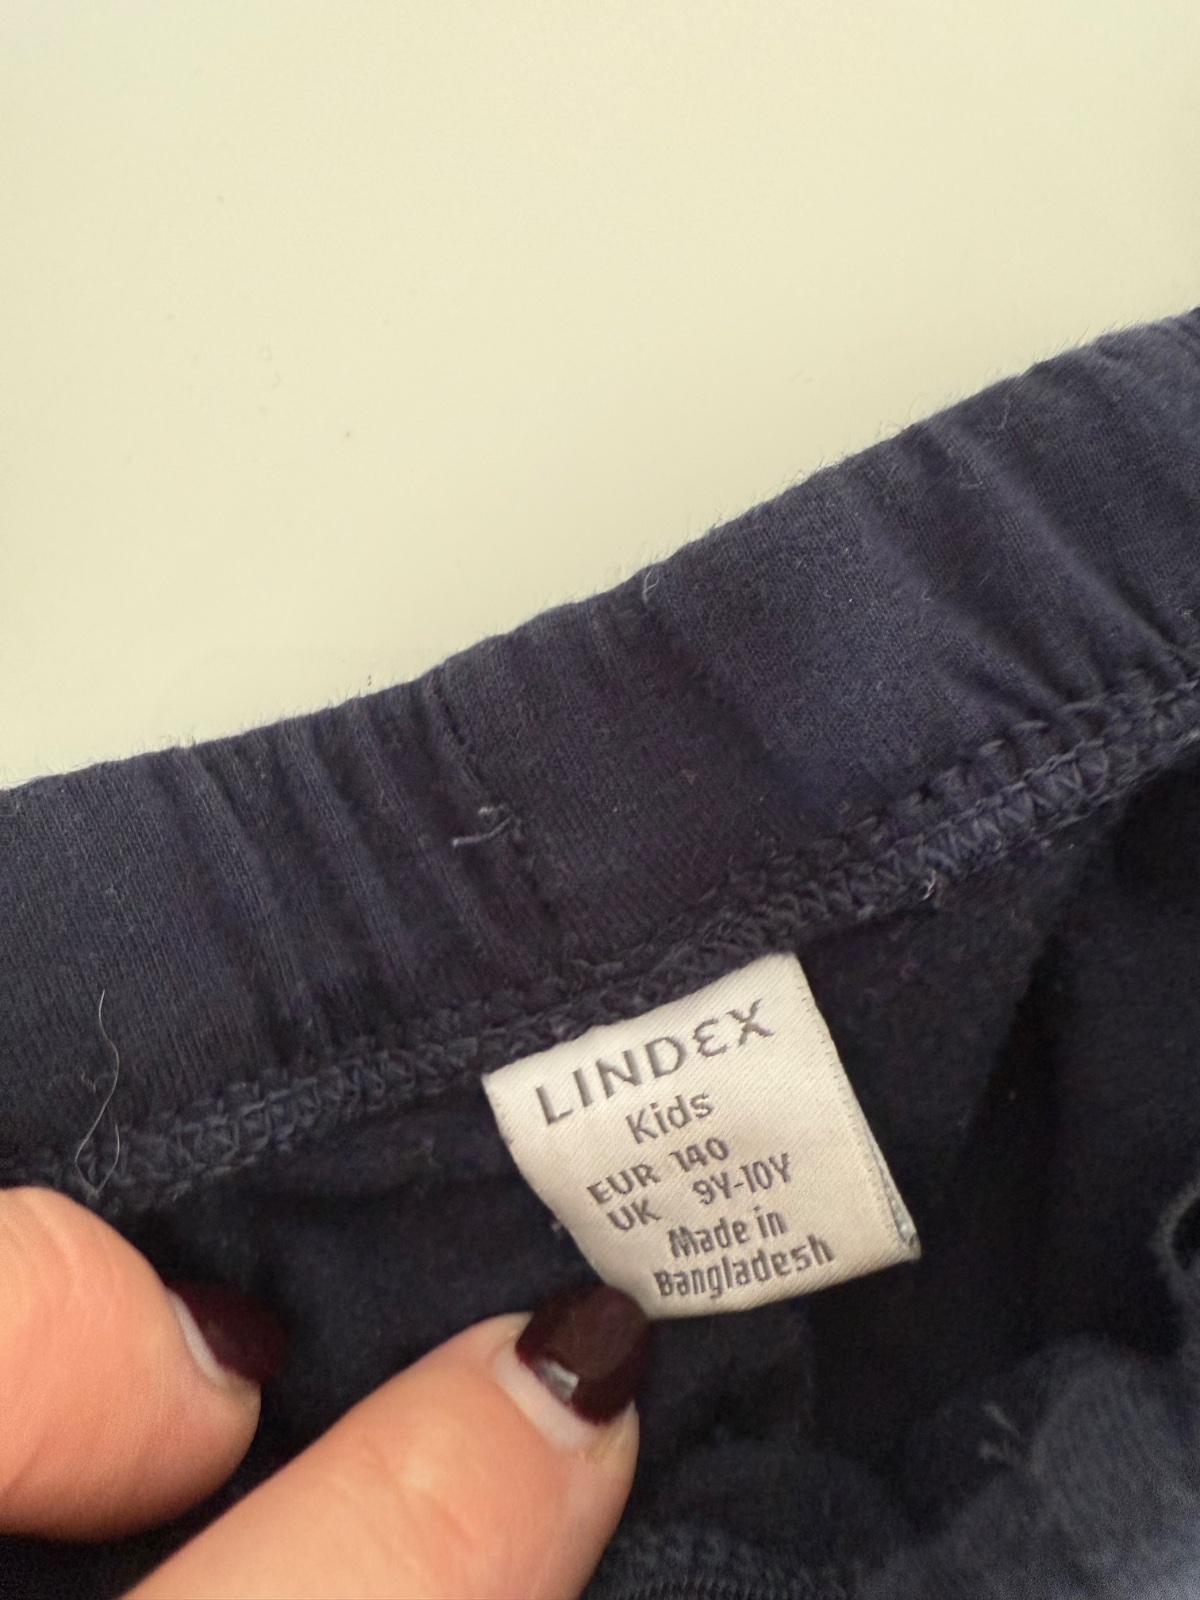 LINDEX
Kids
EUR 140
UK 9Y-10Y
Made in
Bangladesh